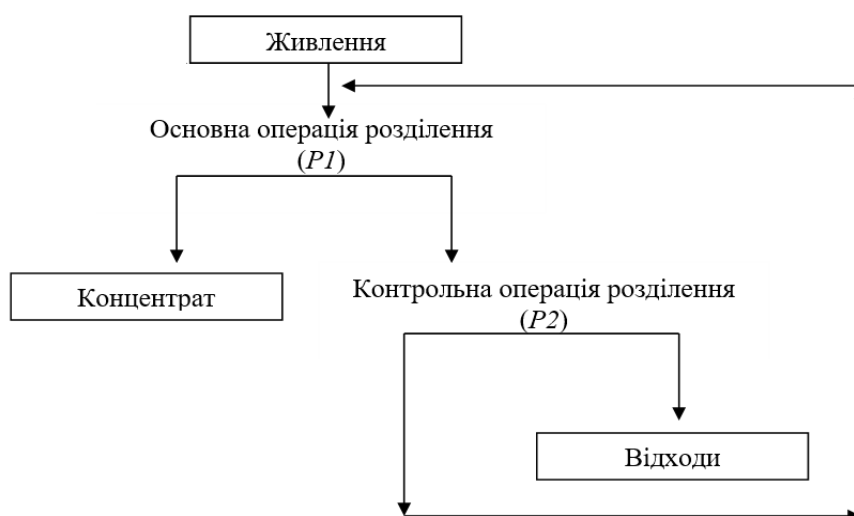 Живлення
Основна операція розділення
(P1)
Концентрат
Контрольна операція розділення
(P2)
Відходи